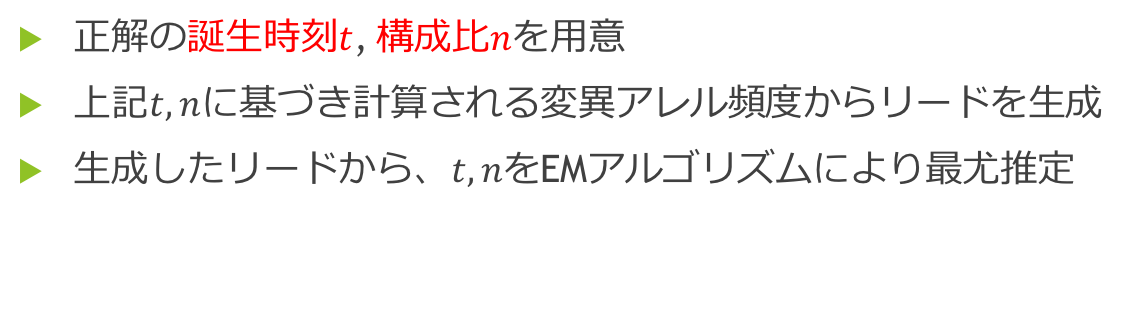 正解の誕生時刻t, 構成比nを用意
上記t, nに基づき計算される変異アレル頻度からリードを生成
生成したリードから、t, nをEMアルゴリズムにより最尤推定